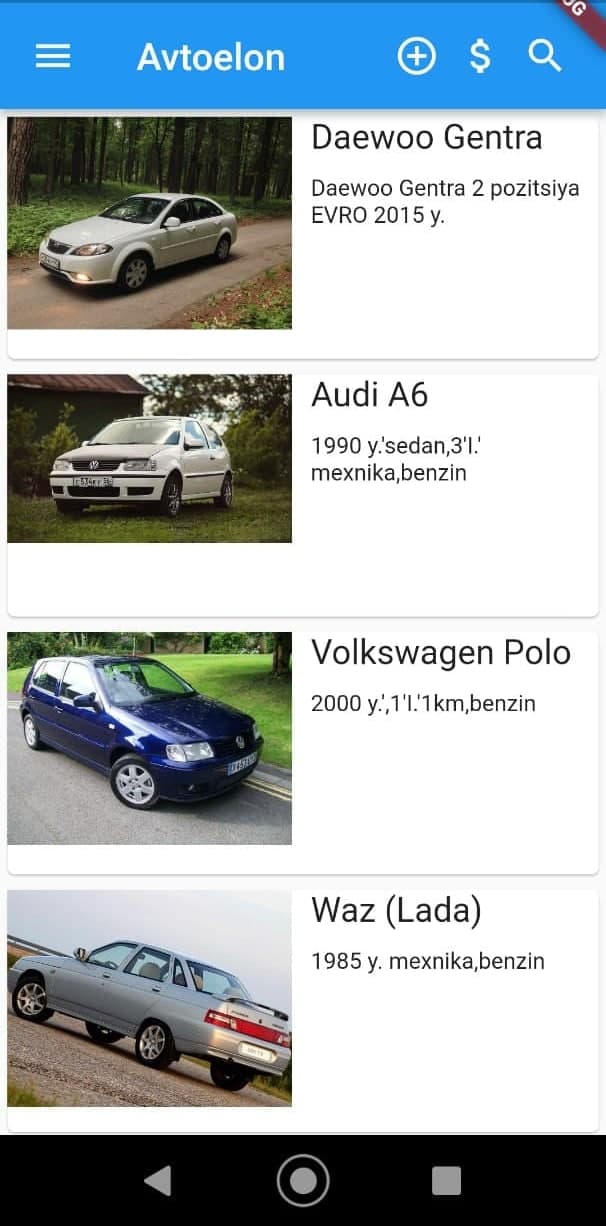 Avtoelon
Daewoo Gentra
Daewoo Gentra 2 pozitsiya
EVRO 2015 y.
Audi A6
1990 y.'sedan,3'l.'
mexnika,benzin
Volkswagen Polo
2000 y.',1'l.'1km,benzin
Waz (Lada)
1985 y. mexnika,benzin